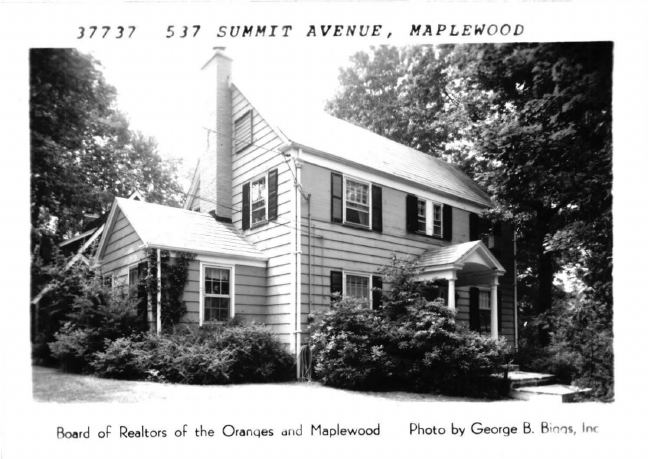 37737 537 SUMMIT AVENUE, MAPLEWOOD
Board of Realtors of the Oranges and Maplewood Photo by George B. Biggs, Inc